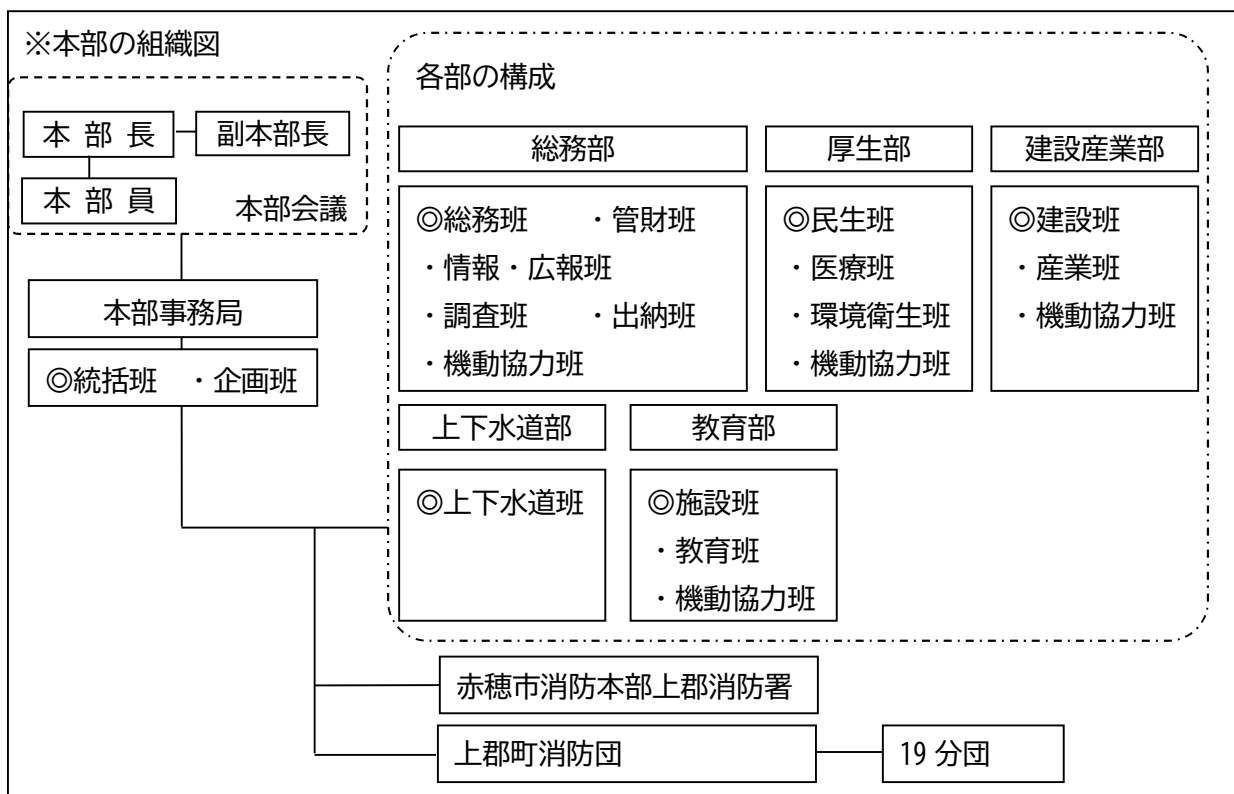 ※本部の組織図
本部長
副本部長
本部員
本部会議
本部事務局
◎統括班 ・企画班
各部の構成
総務部
◎総務班 ・管財班
・情報・広報班
・調査班 ・出納班
・機動協力班
厚生部
◎民生班
・医療班
・環境衛生班
・機動協力班
建設産業部
◎建設班
・産業班
・機動協力班
上下水道部
◎上下水道班
教育部
◎施設班
・教育班
・機動協力班
赤穂市消防本部上郡消防署
上郡町消防団
19 分団